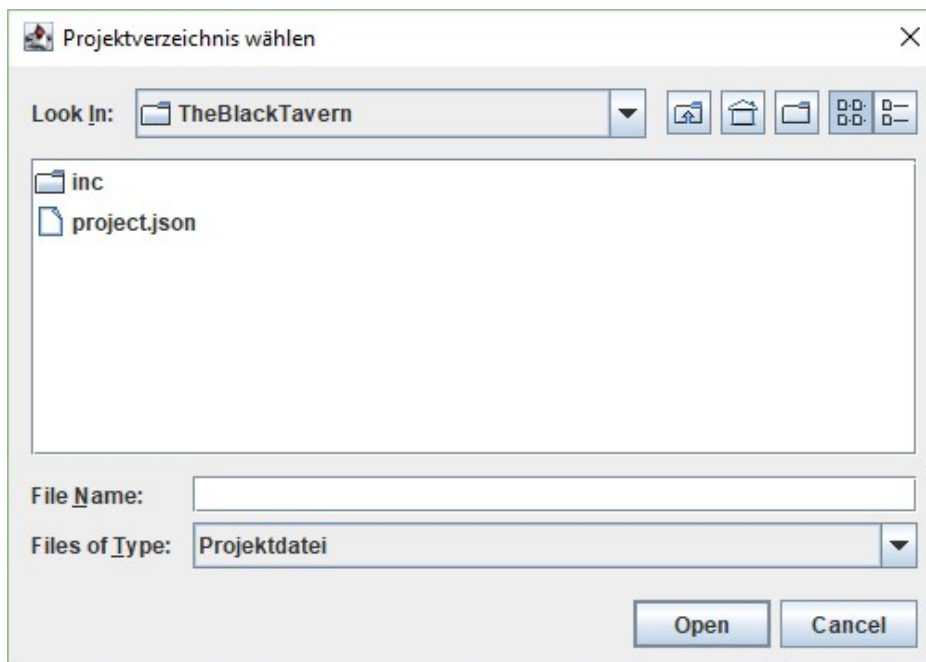 Projektverzeichnis wählen
Look In: TheBlackTavern
inc
project.json
File Name:
Files of Type: Projektdatei
Open Cancel